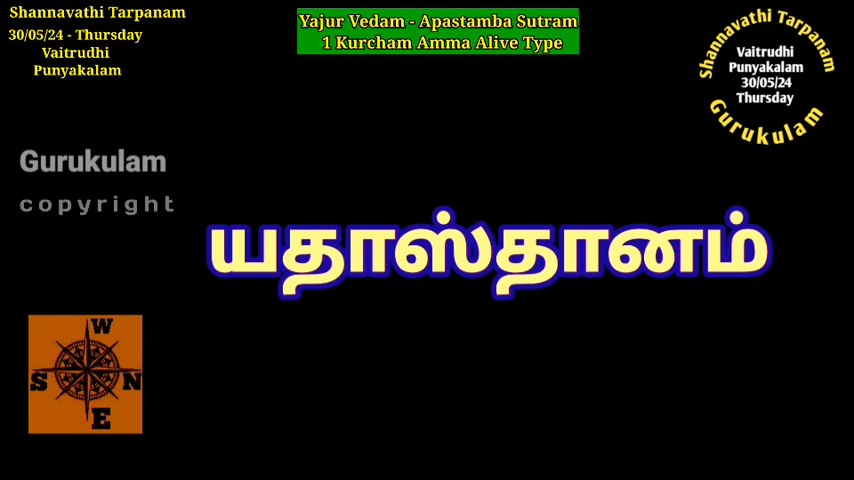 Shannavathi Tarpanam
30/05/24 - Thursday
Vaitrudhi
Punyakalam
Yajur Vedam - Apastamba Sutram
1 Kurcham Amma Alive Type
Shannavathi Tarpanam
Vaitrudhi
Punyakalam
30/05/24
Thursday
Gurukulam
Gurukulam
copyright
யதாஸ்தானம்
W
S N
E